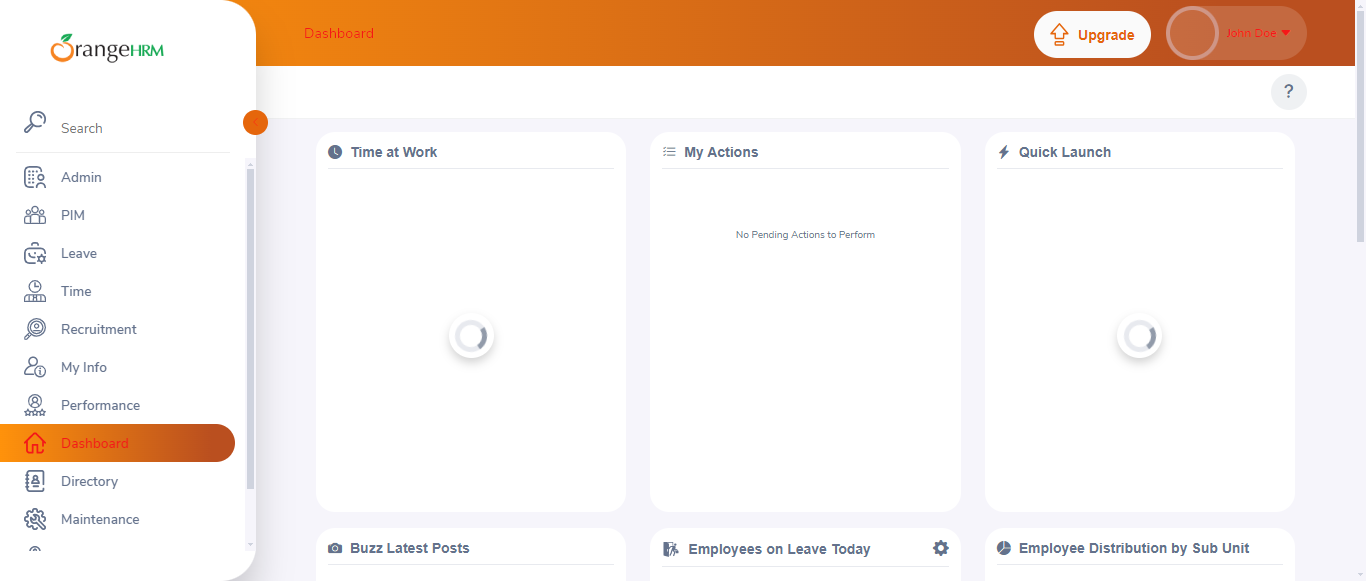 OrangeHRM
Search
Admin
PIM
Leave
Time
Recruitment
My Info
Performance
Dashboard
Directory
Maintenance
Dashboard
Upgrade
John Doe
?
Time at Work
My Actions
No Pending Actions to Perform
Quick Launch
Buzz Latest Posts
Employees on Leave Today
Employee Distribution by Sub Unit